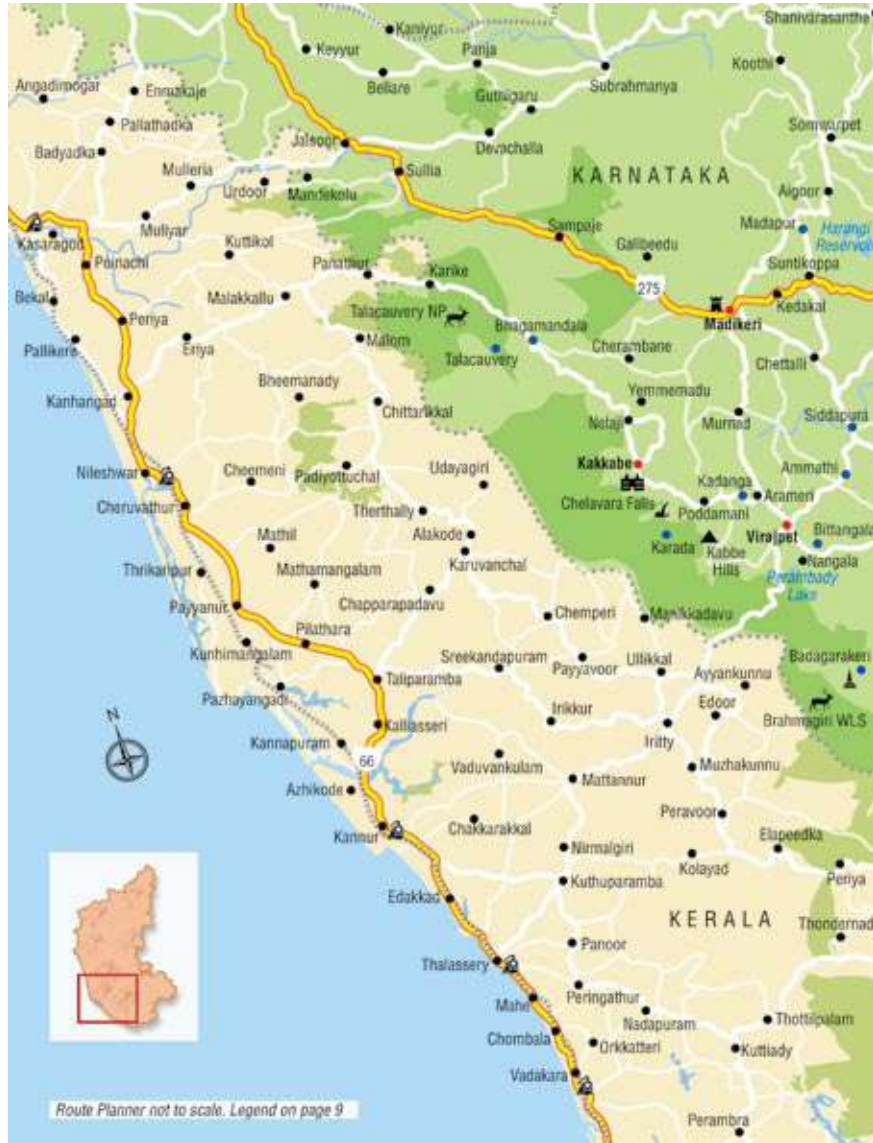 Shanivarasanthe
Kaniyur
Keyyur
Panja
Koothi
Bellare
Subrahmanya
Angadimogar
Enmakaje
Guthigaru
Pallathadka
Somwarpet
Badyadka
Jalsoor
Devachalla
Mulleria
Sullia
KARNATAKA
Urdoor
Mandekolu
Aigoor
Muliyar
Madapur
Harangi
Reservoir
Kasaragod
Sampaje
Kuttikol
Galibeedu
Poinachi
Panathur
Karike
Suntikoppa
275
Bekal
Malakkallu
Kedakal
Talacauvery NP
Madikeri
Periya
Bhagamandala
Pallikere
Eriya
Malom
Talacauvery
Cherambane
Chettalli
Bheemanady
Kanhangad
Chittarikkal
Yemmemadu
Nelaji
Murnad
Siddapura
Nileshwar
Cheemeni
Padiyottuchal
Udayagiri
Kakkabe
Ammathi
Kadanga
Chelavara Falls
Arameri
Cheruvathur
Therthally
Poddamani
Virajpet
Mathil
Alakode
Karada
Kabbe
Hills
Bittangala
Karuvanchal
Nangala
Thrikaripur
Mathamangalam
Perambady
Lake
Chapparapadavu
Payyanur
Chemperi
Manikkadavu
Pilathara
Kunhimangalam
Sreekandapuram
Payyavoor
Ullikkal
Badagarakeri
Ayyankunnu
Taliparamba
Pazhayangadi
Edoor
Brahmagiri WLS
Kalliasseri
Irikkur
Iritty
N
Kannapuram
66
Vaduvankulam
Muzhakunnu
Mattannur
Azhikode
Peravoor
Kannur
Chakkarakkal
Nirmalgiri
Elapeedka
Kolayad
Periya
Kuthuparamba
Edakkad
KERALA
Thondernad
Panoor
Thalassery
Peringathur
Mahe
Nadapuram
Thottilpalam
Chombala
Orkkatteri
Kuttiady
Vadakara
Route Planner not to scale. Legend on page 9
Perambra